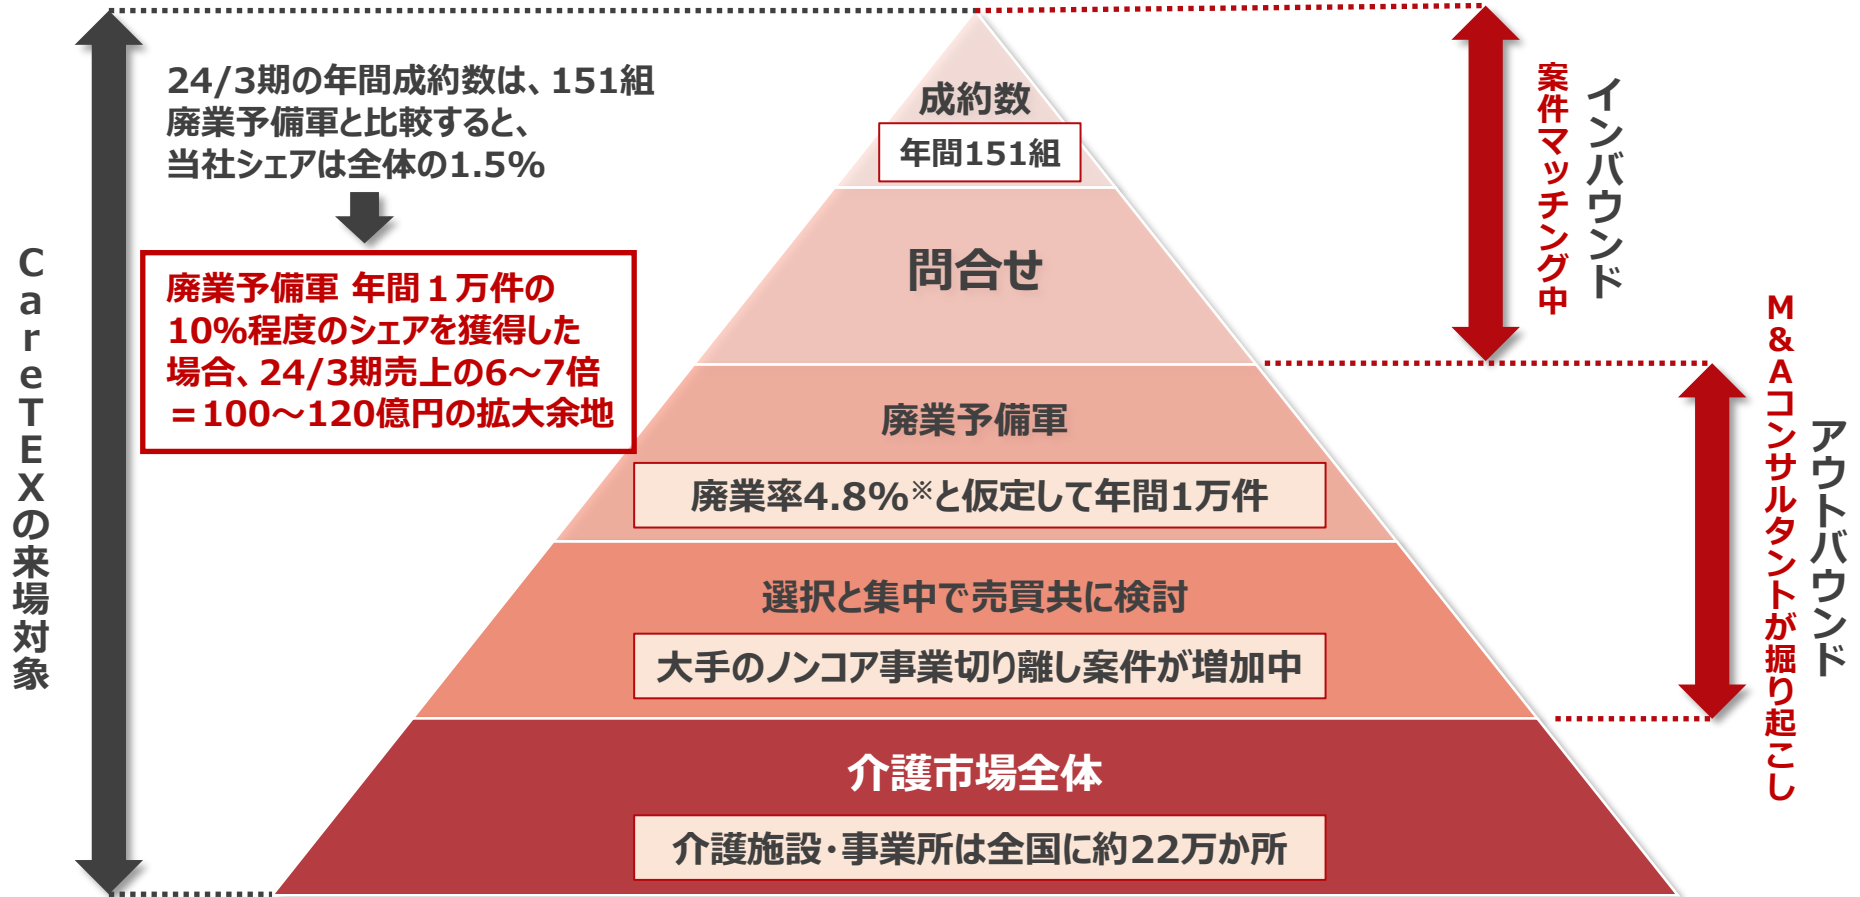 24/3期の年間成約数は、151組
廃業予備軍と比較すると、
当社シェアは全体の1.5%
廃業予備軍 年間１万件の
10%程度のシェアを獲得した
場合、24/3期売上の6～7倍
＝100～120億円の拡大余地
CareTEXの来場対象
成約数
年間151組
問合せ
廃業予備軍
廃業率4.8%※と仮定して年間1万件
選択と集中で売買共に検討
大手のノンコア事業切り離し案件が増加中
介護市場全体
介護施設・事業所は全国に約22万か所
インバウンド
案件マッチング中
アウトバウンド
M&Aコンサルタントが掘り起こし